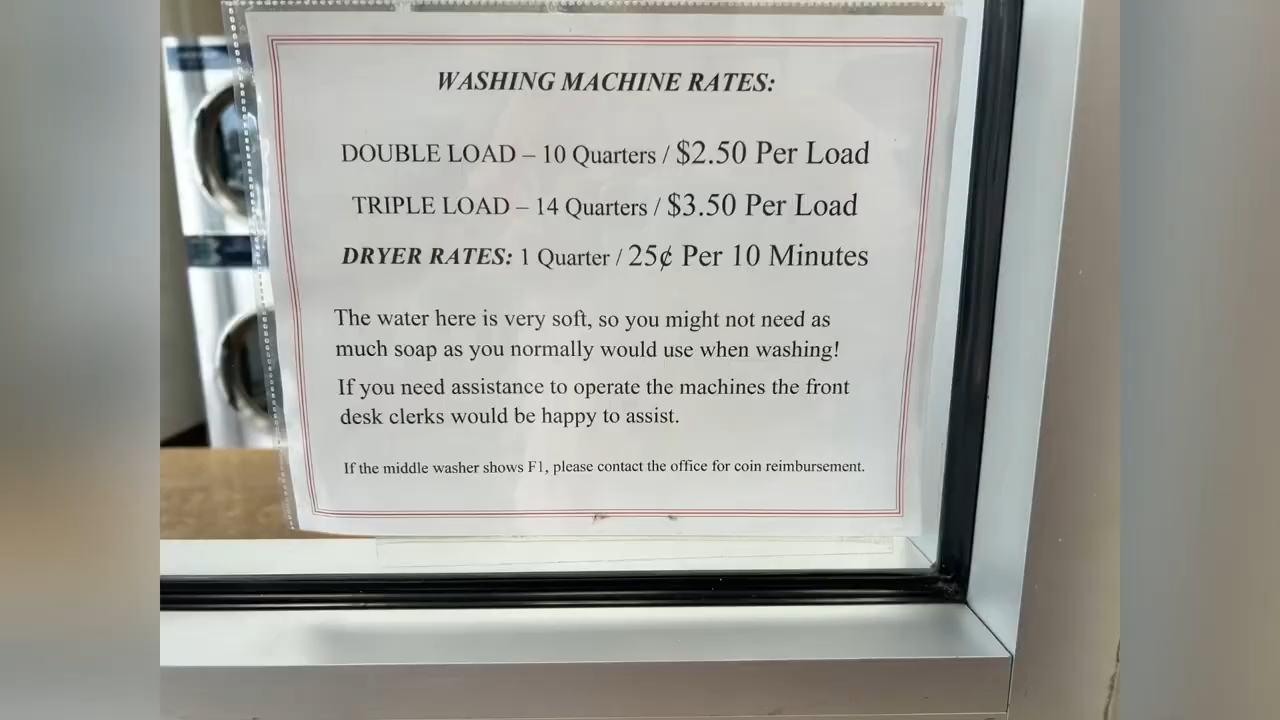 WASHING MACHINE RATES:
DOUBLE LOAD – 10 Quarters / $2.50 Per Load
TRIPLE LOAD – 14 Quarters / $3.50 Per Load
DRYER RATES: 1 Quarter / 25¢ Per 10 Minutes
The water here is very soft, so you might not need as
much soap as you normally would use when washing!
If you need assistance to operate the machines the front
desk clerks would be happy to assist.
If the middle washer shows F1, please contact the office for coin reimbursement.